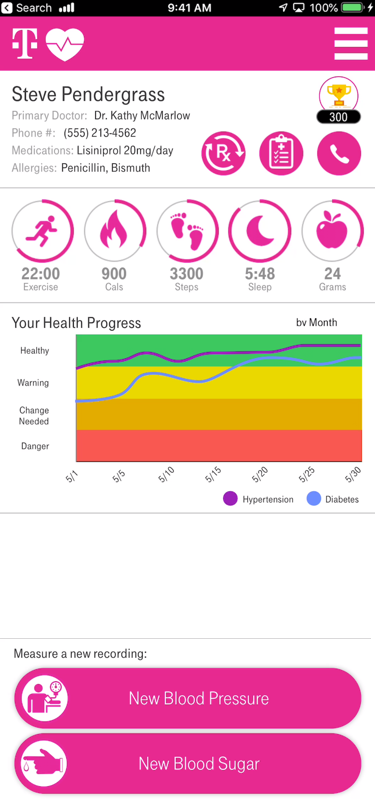 Search
9:41 AM
100%
T
Steve Pendergrass
300
Primary Doctor: Dr. Kathy McMarlow
Phone #: (555) 213-4562
Medications: Lisiniprol 20mg/day
Allergies: Penicillin, Bismuth
Rx
22:00
Exercise
900
Cals
3300
Steps
5:48
Sleep
24
Grams
Your Health Progress
by Month
Healthy
Warning
Change
Needed
Danger
5/1
5/5
5/10
5/15
5/20
5/25
5/30
Hypertension
Diabetes
Measure a new recording:
New Blood Pressure
New Blood Sugar